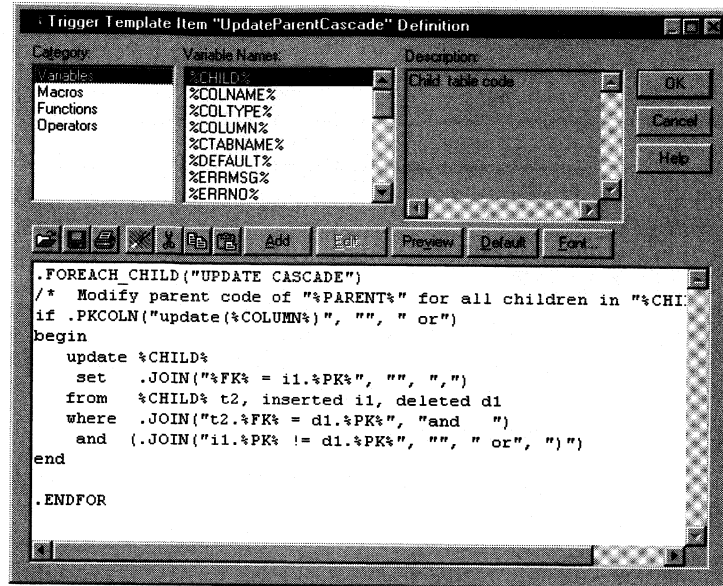 Trigger Template Item "UpdateParentCascade" Definition
Category:
Variables
Macros
Functions
Operators
Variable Names:
%CHILD%
%COLNAME%
%COLTYPE%
%COLUMN%
%CTABNAME%
%DEFAULT%
%ERRMSG%
%ERRNO%
Description:
Child table code
OK
Cancel
Help
Add
Edit...
Preview
Default
Font...
.FOREACH_CHILD("UPDATE CASCADE")
/*  Modify parent code of "%PARENT%" for all children in "%CHI
if .PKCOLN("update(%COLUMN%)", "", " or")
begin
   update %CHILD%
    set   .JOIN("%FK% = i1.%PK%", "", ",")
   from   %CHILD% t2, inserted i1, deleted d1
   where  .JOIN("t2.%FK% = d1.%PK%", "and   ")
    and  (.JOIN("i1.%PK% != d1.%PK%", "", " or", ")")
end
.ENDFOR